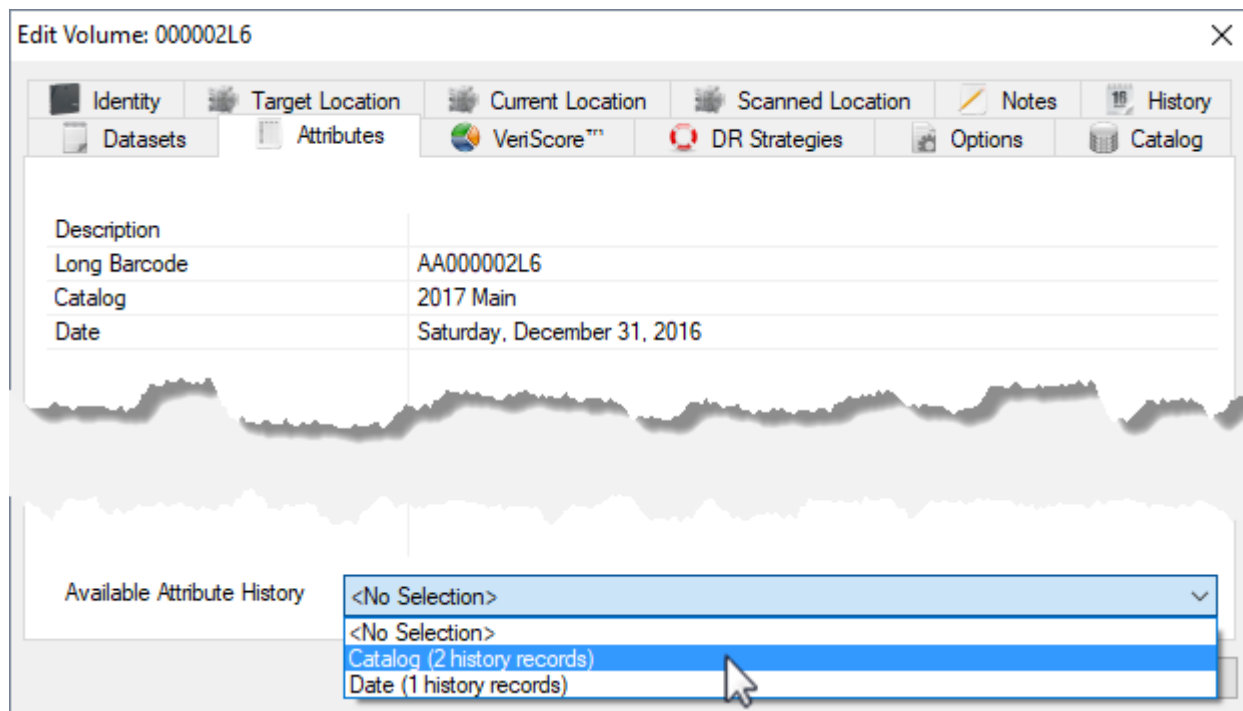 Edit Volume: 000002L6
Identity Target Location Current Location Scanned Location Notes 16 History
Datasets Attributes VeriScore™ DR Strategies Options Catalog
Description
Long Barcode AA000002L6
Catalog 2017 Main
Date Saturday, December 31, 2016
Available Attribute History <No Selection>
<No Selection>
Catalog (2 history records)
Date (1 history records)